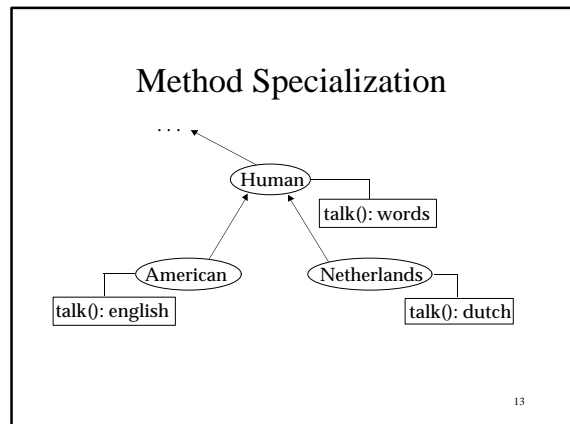 Method Specialization
. . .
Human
talk(): words
American
Netherlands
talk(): english
talk(): dutch
13